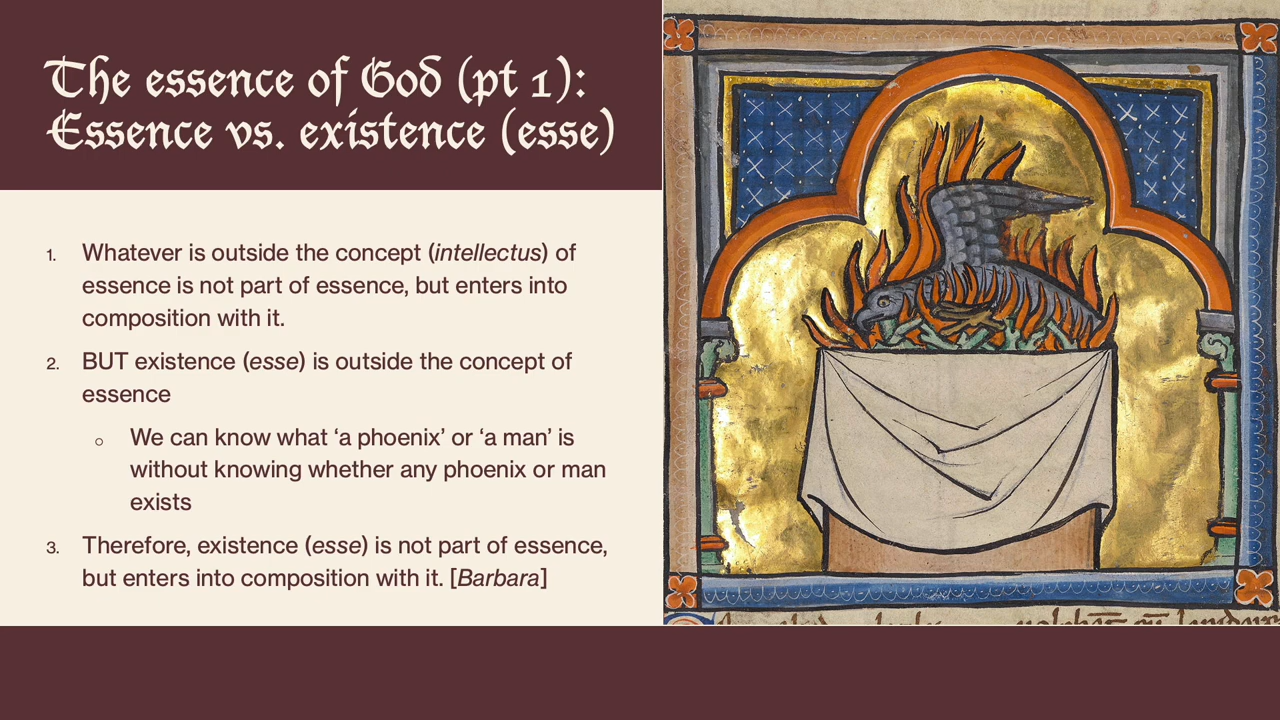 The essence of God (pt 1):
Essence vs. existence (esse)
1. Whatever is outside the concept (intellectus) of
essence is not part of essence, but enters into
composition with it.
2. BUT existence (esse) is outside the concept of
essence
○ We can know what ‘a phoenix’ or ‘a man’ is
without knowing whether any phoenix or man
exists
3. Therefore, existence (esse) is not part of essence,
but enters into composition with it. [Barbara]